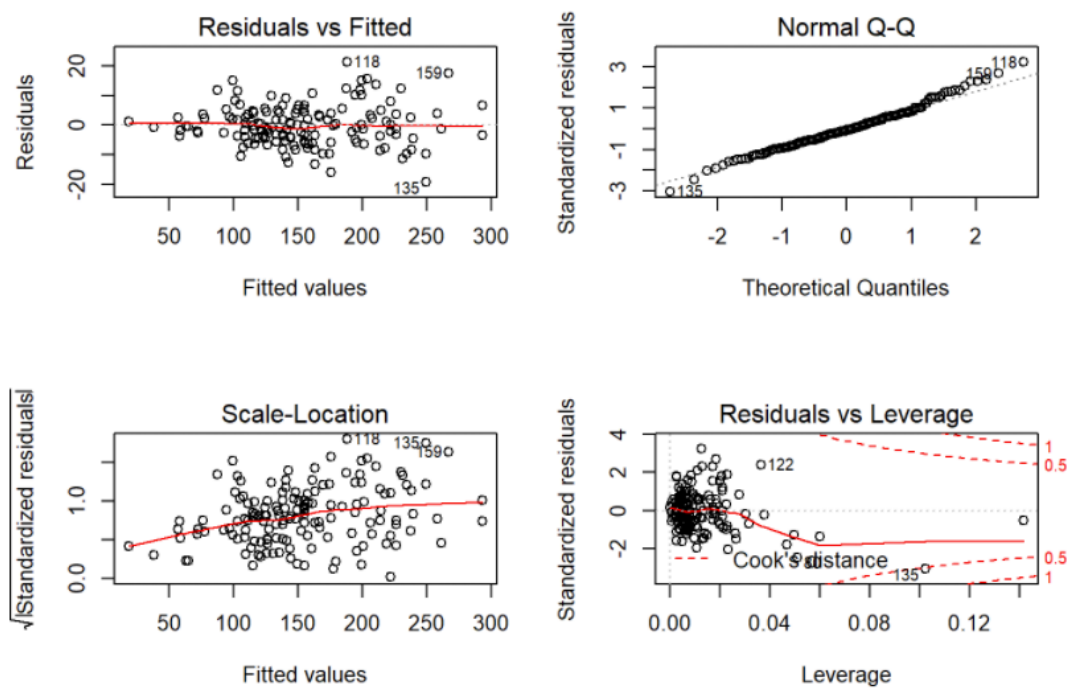 Residuals vs Fitted
Residuals
20
0
-20
118
159
135
50 100 150 200 250 300
Fitted values
Normal Q-Q
Standardized residuals
3
1
-1
-3
118
159
135
-2 -1 0 1 2
Theoretical Quantiles
Scale-Location
√|Standardized residuals|
1.0
0.0
118
135
159
50 100 150 200 250 300
Fitted values
Residuals vs Leverage
Standardized residuals
4
2
0
-2
122
135
Cook's distance
1
0.5
0.5
1
0.00 0.04 0.08 0.12
Leverage